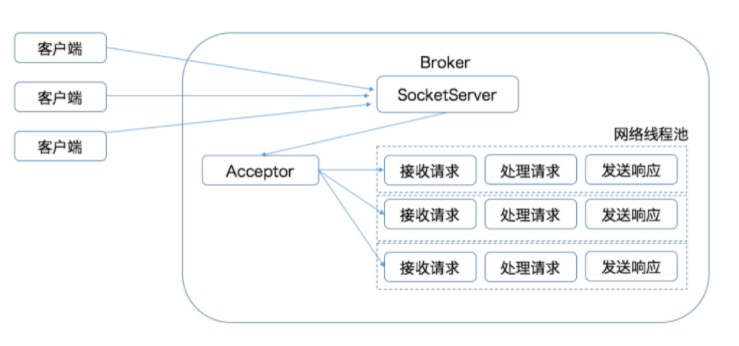 客户端
客户端
客户端
Broker
SocketServer
网络线程池
Acceptor
接收请求 处理请求 发送响应
接收请求 处理请求 发送响应
接收请求 处理请求 发送响应